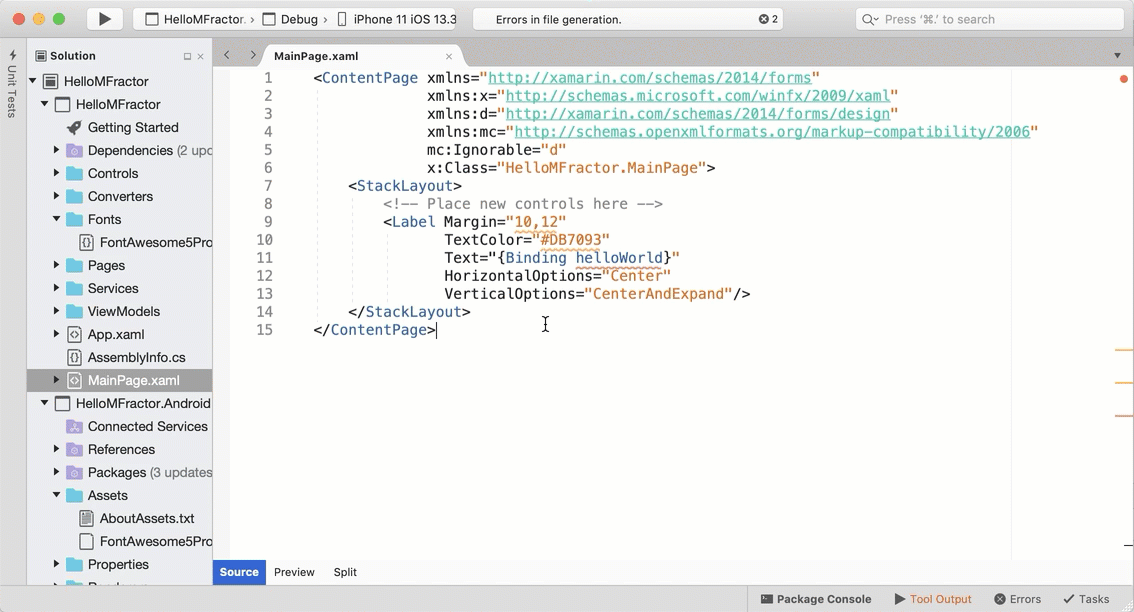 HelloMFractor. › Debug › iPhone 11 iOS 13.3
Errors in file generation.
2
Press ‘⌘.’ to search
Unit Tests
Solution
MainPage.xaml
HelloMFractor
HelloMFractor
Getting Started
Dependencies (2 upd
Controls
Converters
Fonts
FontAwesome5Pro
Pages
Services
ViewModels
App.xaml
AssemblyInfo.cs
MainPage.xaml
HelloMFractor.Android
Connected Services
References
Packages (3 updates
Assets
AboutAssets.txt
FontAwesome5Pro
Properties
1 <ContentPage xmlns="http://xamarin.com/schemas/2014/forms"
2 xmlns:x="http://schemas.microsoft.com/winfx/2009/xaml"
3 xmlns:d="http://xamarin.com/schemas/2014/forms/design"
4 xmlns:mc="http://schemas.openxmlformats.org/markup-compatibility/2006"
5 mc:Ignorable="d"
6 x:Class="HelloMFractor.MainPage">
7 <StackLayout>
8 <!-- Place new controls here -->
9 <Label Margin="10,12"
10 TextColor="#DB7093"
11 Text="{Binding helloWorld}"
12 HorizontalOptions="Center"
13 VerticalOptions="CenterAndExpand"/>
14 </StackLayout>
15 </ContentPage>
Source Preview Split
Package Console Tool Output Errors Tasks